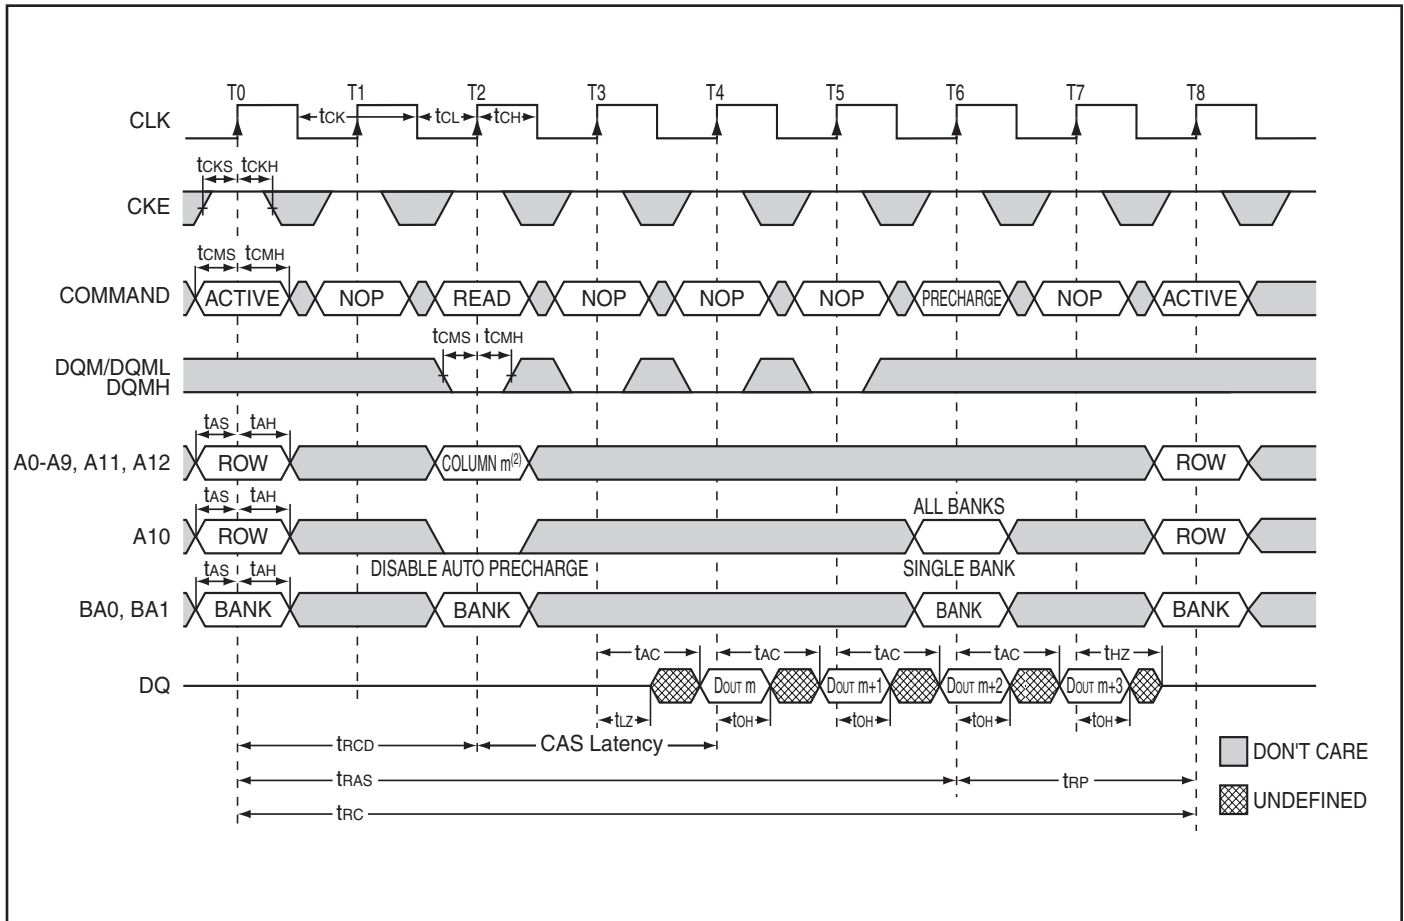 T0 T1 T2 T3 T4 T5 T6 T7 T8
CLK tCK tCL tCH
tCKS tCKH
CKE
tCMS tCMH
COMMAND ACTIVE NOP READ NOP NOP NOP PRECHARGE NOP ACTIVE
tCMS tCMH
DQM/DQML
DQMH
tAS tAH
A0-A9, A11, A12 ROW COLUMN m(2) ROW
tAS tAH ALL BANKS
A10 ROW ROW
DISABLE AUTO PRECHARGE SINGLE BANK
tAS tAH
BA0, BA1 BANK BANK BANK BANK
tAC tAC tAC tAC tHZ
DQ DOUT m DOUT m+1 DOUT m+2 DOUT m+3
tLZ tOH tOH tOH tOH
tRCD CAS Latency
DON'T CARE
tRAS tRP
UNDEFINED
tRC